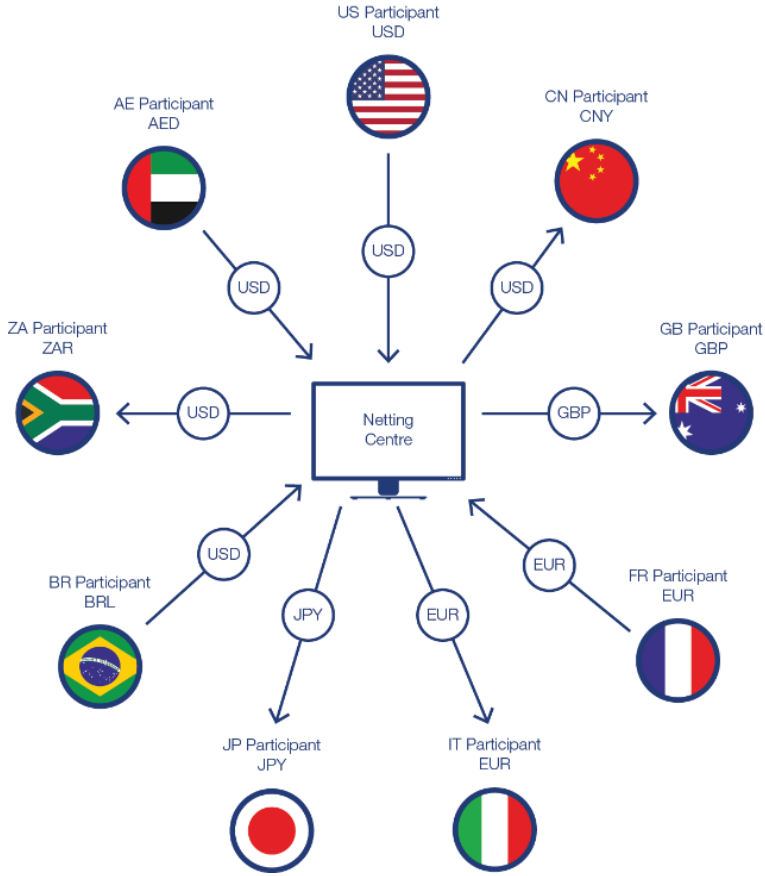 US Participant
USD
AE Participant
AED
CN Participant
CNY
USD
USD
USD
ZA Participant
ZAR
GB Participant
GBP
USD
Netting
Centre
GBP
BR Participant
BRL
USD
EUR
FR Participant
EUR
JPY
EUR
JP Participant
JPY
IT Participant
EUR